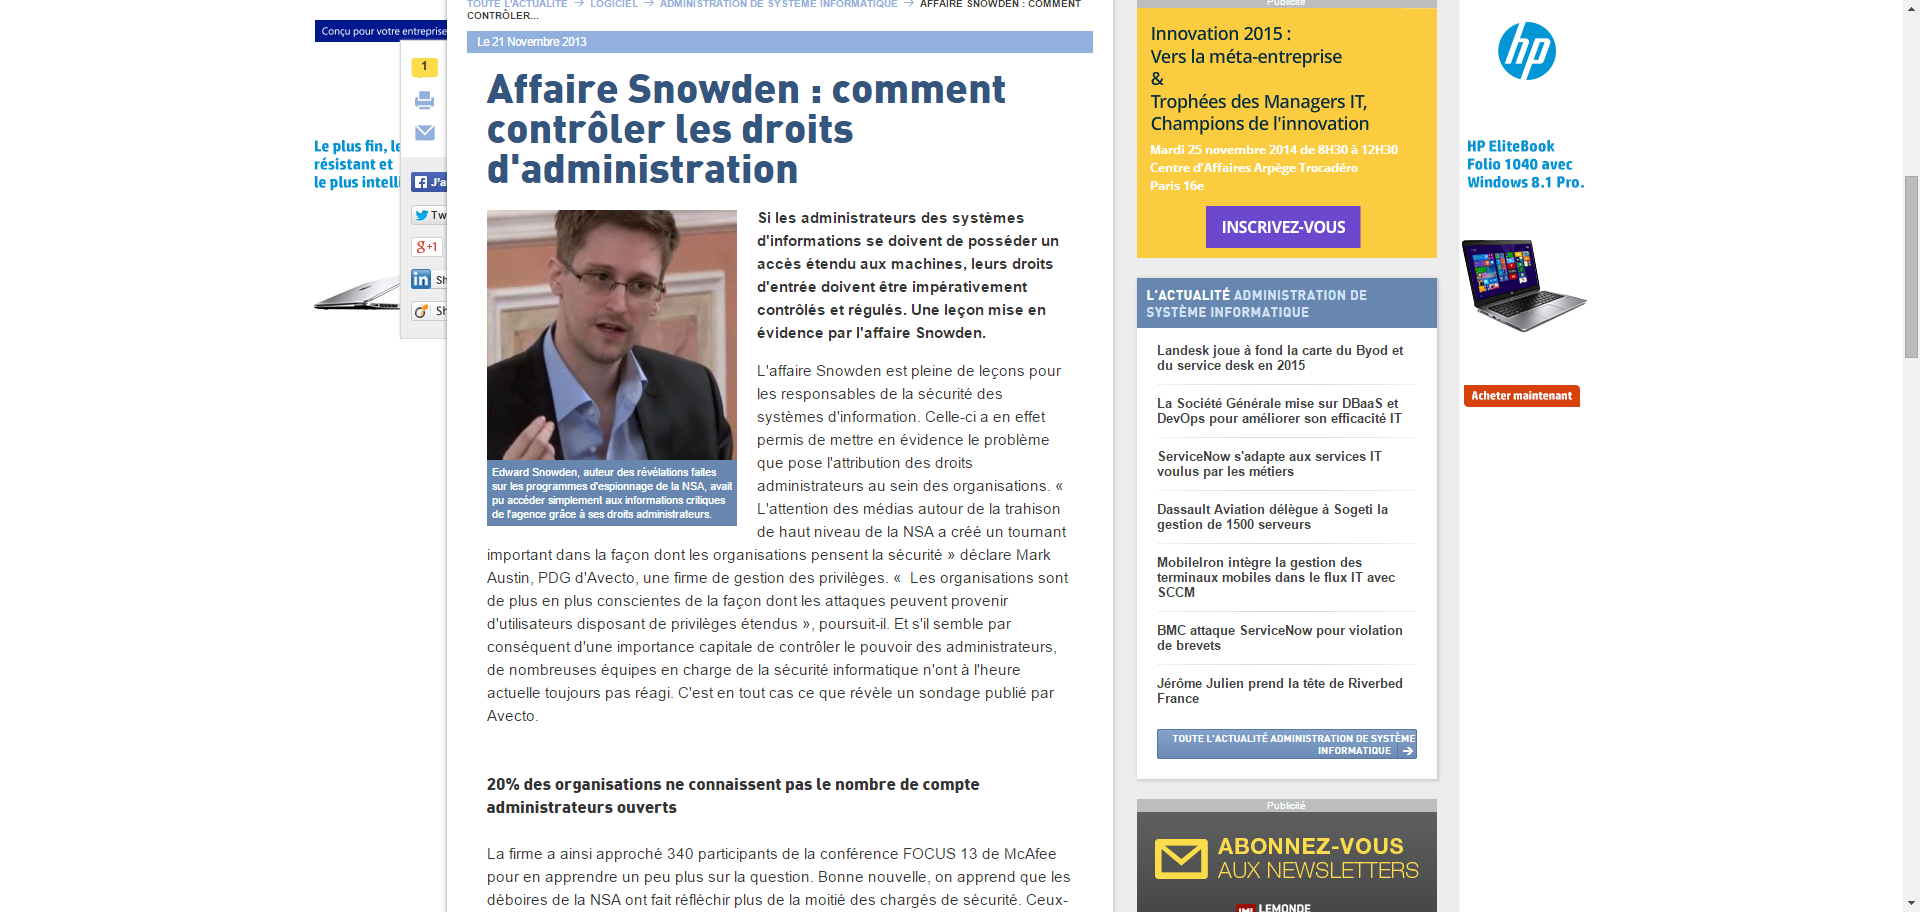 TOUTE L'ACTUALITÉ → LOGICIEL → ADMINISTRATION DE SYSTÈME INFORMATIQUE → AFFAIRE SNOWDEN : COMMENT
CONTRÔLER...
Le 21 Novembre 2013
Affaire Snowden : comment
contrôler les droits
d'administration
Si les administrateurs des systèmes
d'informations se doivent de posséder un
accès étendu aux machines, leurs droits
d'entrée doivent être impérativement
contrôlés et régulés. Une leçon mise en
évidence par l'affaire Snowden.
Edward Snowden, auteur des révélations faites
sur les programmes d'espionnage de la NSA, avait
pu accéder simplement aux informations critiques
de l'agence grâce à ses droits administrateurs.
L'affaire Snowden est pleine de leçons pour
les responsables de la sécurité des
systèmes d'information. Celle-ci a en effet
permis de mettre en évidence le problème
que pose l'attribution des droits
administrateurs au sein des organisations. «
L'attention des médias autour de la trahison
de haut niveau de la NSA a créé un tournant
important dans la façon dont les organisations pensent la sécurité » déclare Mark
Austin, PDG d'Avecto, une firme de gestion des privilèges. «  Les organisations sont
de plus en plus conscientes de la façon dont les attaques peuvent provenir
d'utilisateurs disposant de privilèges étendus », poursuit-il. Et s'il semble par
conséquent d'une importance capitale de contrôler le pouvoir des administrateurs,
de nombreuses équipes en charge de la sécurité informatique n'ont à l'heure
actuelle toujours pas réagi. C'est en tout cas ce que révèle un sondage publié par
Avecto.
20% des organisations ne connaissent pas le nombre de compte
administrateurs ouverts
La firme a ainsi approché 340 participants de la conférence FOCUS 13 de McAfee
pour en apprendre un peu plus sur la question. Bonne nouvelle, on apprend que les
déboires de la NSA ont fait réfléchir plus de la moitié des chargés de sécurité. Ceux-
Conçu pour votre entreprise
Le plus fin, le
résistant et
le plus intelli
1
J'a
Tw
g+1
Sh
Sh
Publicité
Innovation 2015 :
Vers la méta-entreprise
&
Trophées des Managers IT,
Champions de l'innovation
Mardi 25 novembre 2014 de 8H30 à 12H30
Centre d'Affaires Arpège Trocadéro
Paris 16e
INSCRIVEZ-VOUS
L'ACTUALITÉ ADMINISTRATION DE
SYSTÈME INFORMATIQUE
Landesk joue à fond la carte du Byod et
du service desk en 2015
La Société Générale mise sur DBaaS et
DevOps pour améliorer son efficacité IT
ServiceNow s'adapte aux services IT
voulus par les métiers
Dassault Aviation délègue à Sogeti la
gestion de 1500 serveurs
MobileIron intègre la gestion des
terminaux mobiles dans le flux IT avec
SCCM
BMC attaque ServiceNow pour violation
de brevets
Jérôme Julien prend la tête de Riverbed
France
TOUTE L'ACTUALITÉ ADMINISTRATION DE SYSTÈME
INFORMATIQUE →
Publicité
ABONNEZ-VOUS
AUX NEWSLETTERS
LEMONDE
hp
HP EliteBook
Folio 1040 avec
Windows 8.1 Pro.
Acheter maintenant